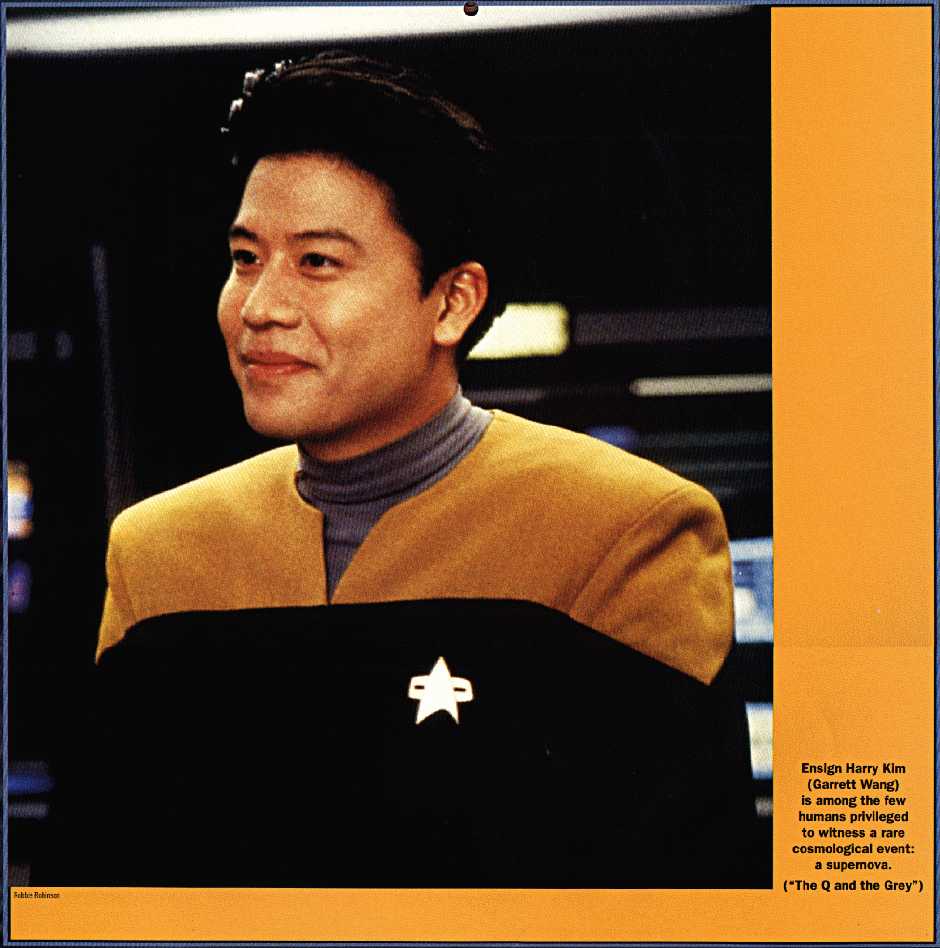 Ensign Harry Kim
(Garrett Wang)
is among the few
humans privileged
to witness a rare
cosmological event:
a supernova.
("The Q and the Grey")
Robbie Robinson